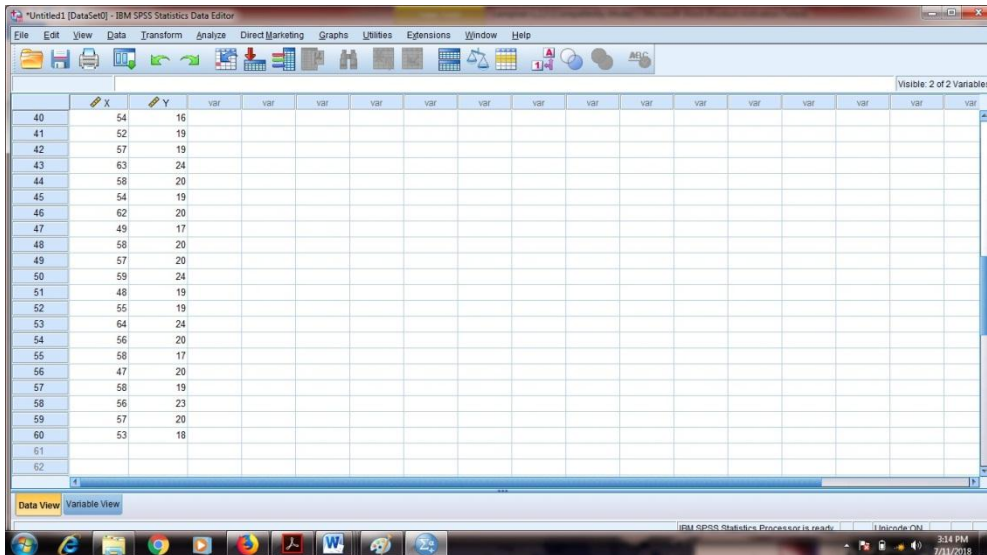 *Untitled1 [DataSet0] - IBM SPSS Statistics Data Editor
File Edit View Data Transform Analyze Direct Marketing Graphs Utilities Extensions Window Help
Visible: 2 of 2 Variables
X Y var var var var var var var var var var var var var var var
40 54 16
41 52 19
42 57 19
43 63 24
44 58 20
45 54 19
46 62 20
47 49 17
48 58 20
49 57 20
50 59 24
51 48 19
52 55 19
53 64 24
54 56 20
55 58 17
56 47 20
57 58 19
58 56 23
59 57 20
60 53 18
61
62
Data View Variable View
IBM SPSS Statistics Processor is ready Unicode:ON
3:14 PM
7/11/2018